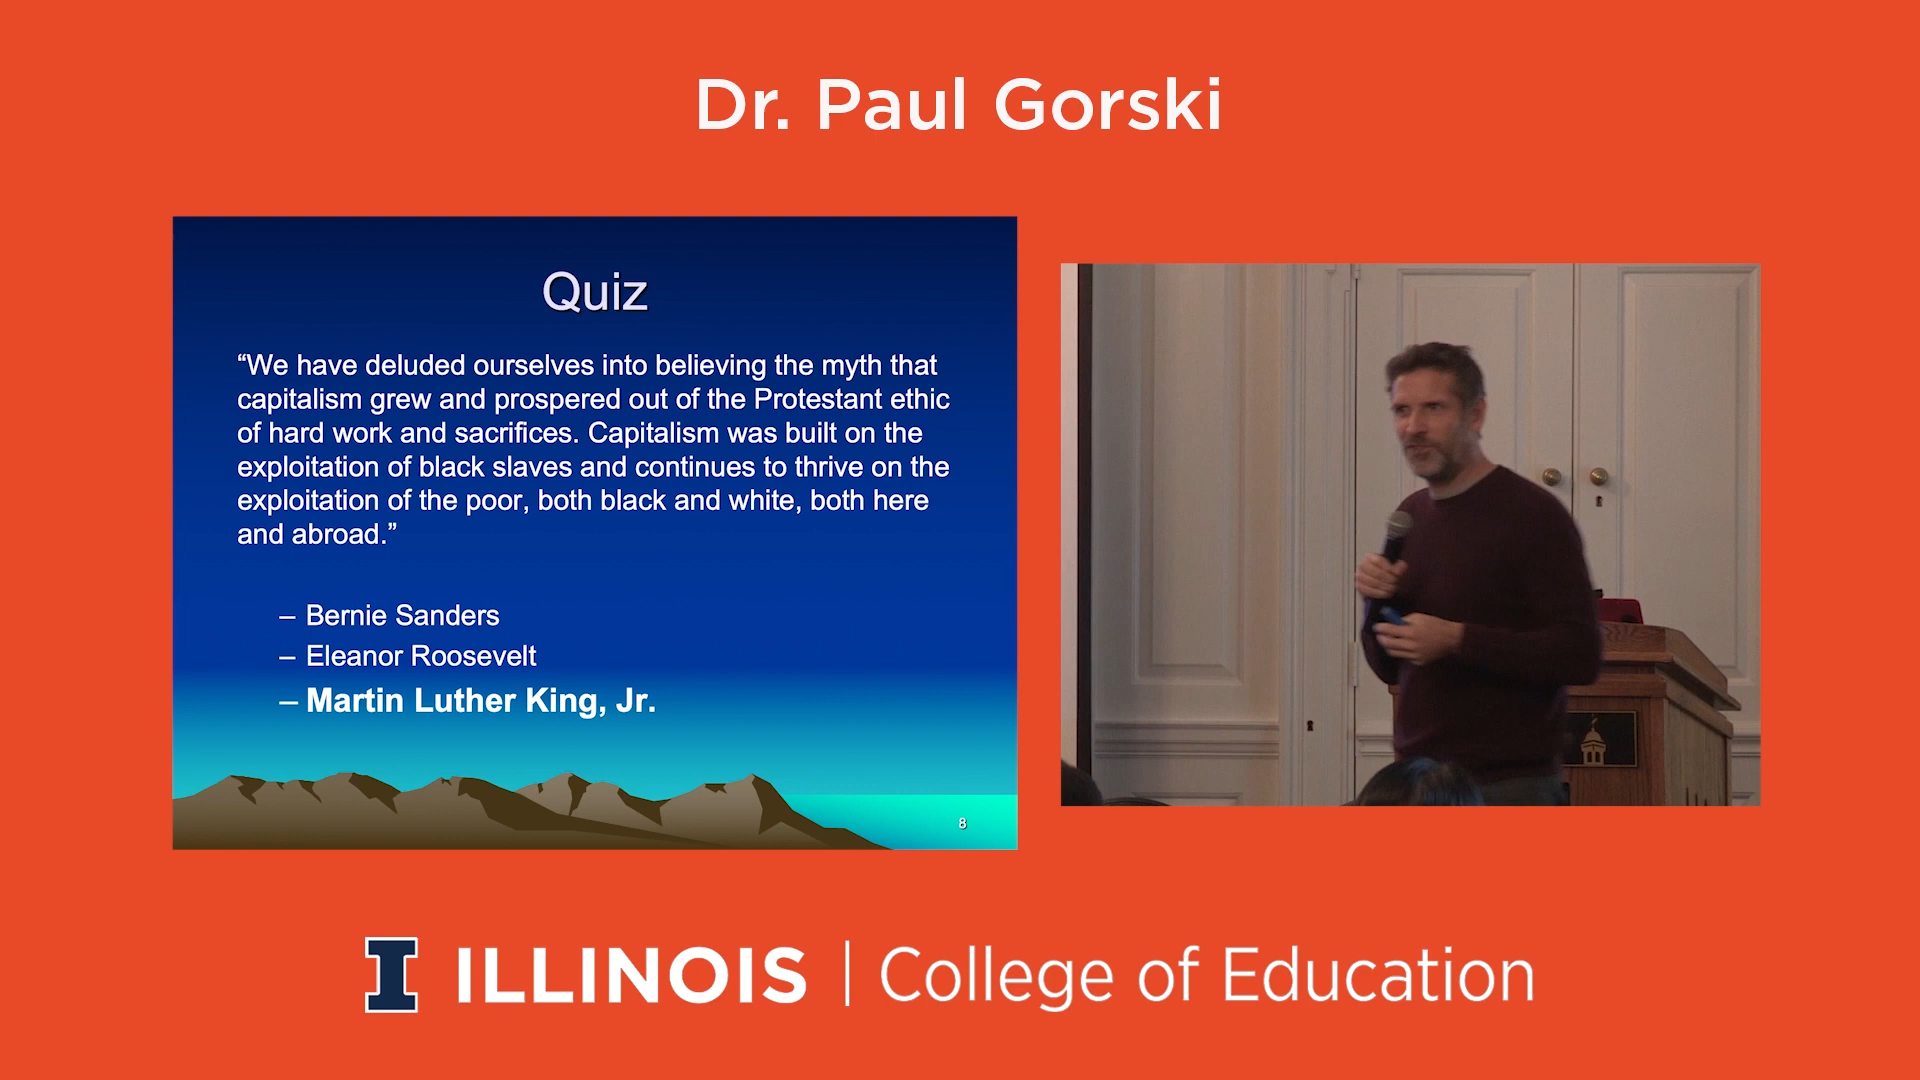 Dr. Paul Gorski
Quiz
“We have deluded ourselves into believing the myth that
capitalism grew and prospered out of the Protestant ethic
of hard work and sacrifices. Capitalism was built on the
exploitation of black slaves and continues to thrive on the
exploitation of the poor, both black and white, both here
and abroad.”
– Bernie Sanders
– Eleanor Roosevelt
– Martin Luther King, Jr.
8
I ILLINOIS | College of Education